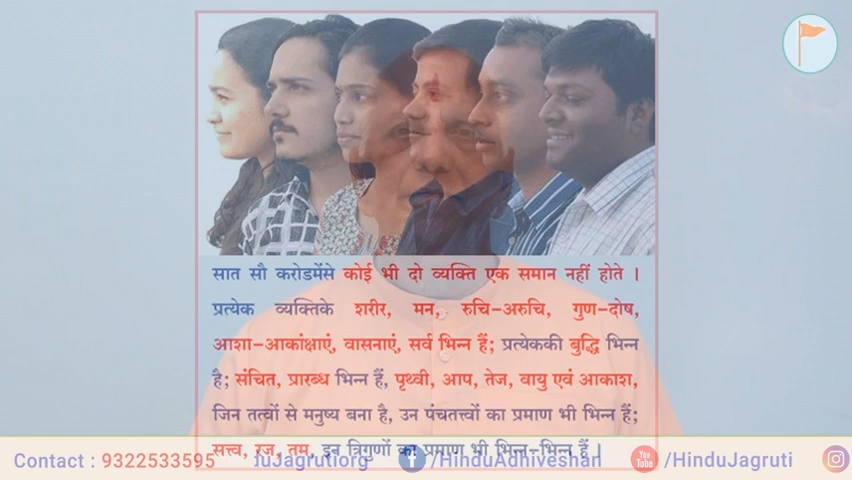 सात सौ करोडमेंसे कोई भी दो व्यक्ति एक समान नहीं होते ।
प्रत्येक व्यक्तिके शरीर, मन, रुचि-अरुचि, गुण-दोष,
आशा-आकांक्षाएं, वासनाएं, सर्व भिन्न हैं; प्रत्येककी बुद्धि भिन्न
है; संचित, प्रारब्ध भिन्न हैं, पृथ्वी, आप, तेज, वायु एवं आकाश,
जिन तत्वों से मनुष्य बना है, उन पंचतत्त्वों का प्रमाण भी भिन्न हैं;
सत्त्व, रज, तम, इन त्रिगुणों का प्रमाण भी भिन्न-भिन्न हैं ।
Contact : 9322533595 uJagrutiorg /HinduAdhiveshan /HinduJagruti